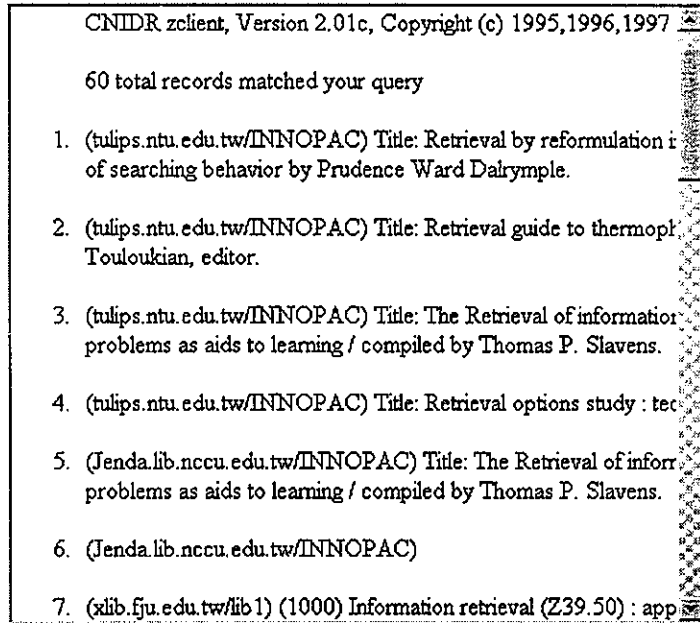 CNIDR zclient, Version 2.01c, Copyright (c) 1995,1996,1997
60 total records matched your query
1. (tulips.ntu.edu.tw/INNOPAC) Title: Retrieval by reformulation i
of searching behavior by Prudence Ward Dalrymple.
2. (tulips.ntu.edu.tw/INNOPAC) Title: Retrieval guide to thermoph
Touloukian, editor.
3. (tulips.ntu.edu.tw/INNOPAC) Title: The Retrieval of information
problems as aids to learning / compiled by Thomas P. Slavens.
4. (tulips.ntu.edu.tw/INNOPAC) Title: Retrieval options study : tec
5. (Jenda.lib.nccu.edu.tw/INNOPAC) Title: The Retrieval of inforr
problems as aids to learning / compiled by Thomas P. Slavens.
6. (Jenda.lib.nccu.edu.tw/INNOPAC)
7. (xlib.fju.edu.tw/lib1) (1000) Information retrieval (Z39.50) : app